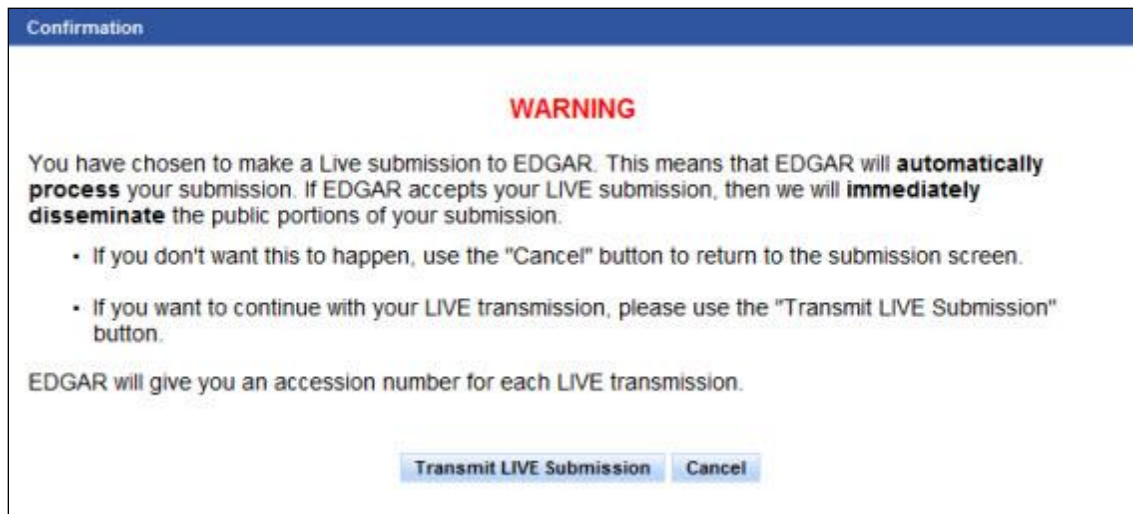 Confirmation
WARNING
You have chosen to make a Live submission to EDGAR. This means that EDGAR will automatically
process your submission. If EDGAR accepts your LIVE submission, then we will immediately
disseminate the public portions of your submission.
• If you don't want this to happen, use the "Cancel" button to return to the submission screen.
• If you want to continue with your LIVE transmission, please use the "Transmit LIVE Submission"
button.
EDGAR will give you an accession number for each LIVE transmission.
Transmit LIVE Submission Cancel